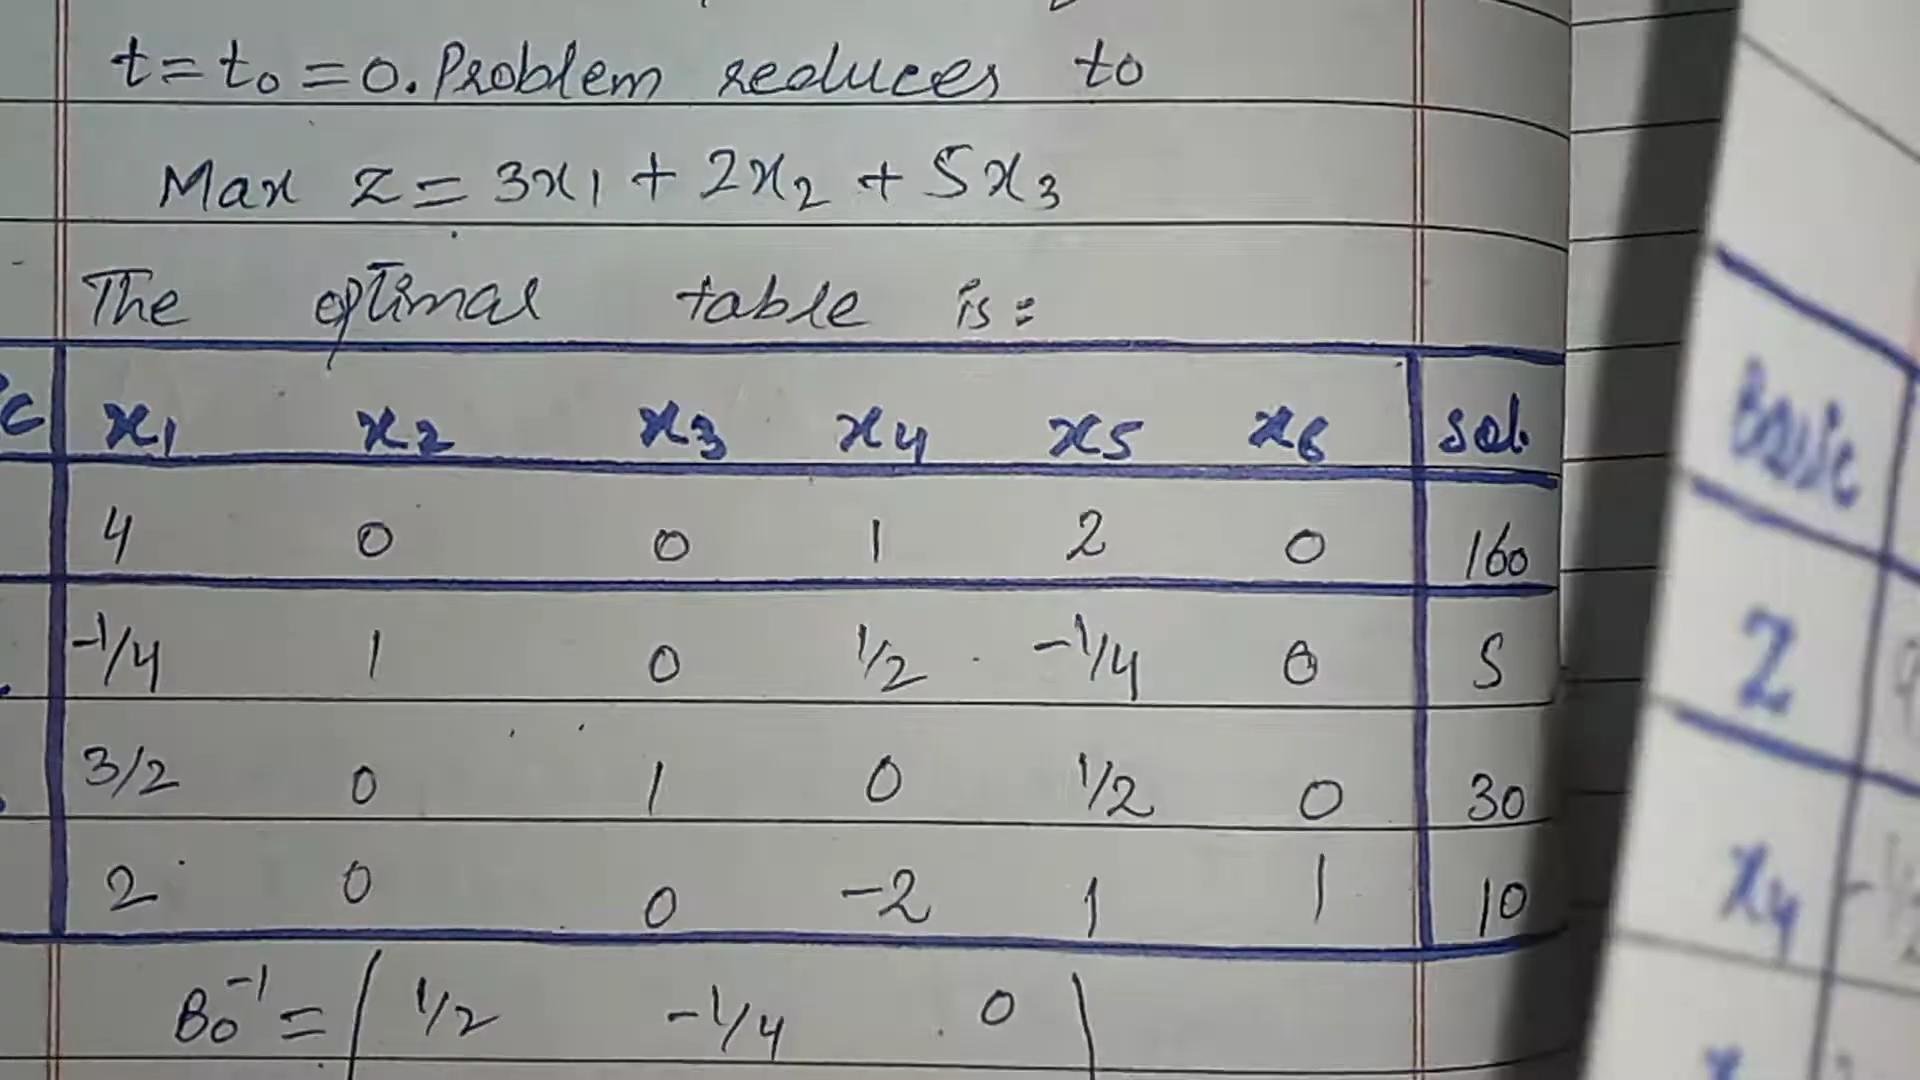 t=t₀=0. Problem reduces to
Max Z=3x₁+2x₂+5x₃
The optimal table is:
c x₁ x₂ x₃ x₄ x₅ x₆ sol.
4 0 0 1 2 0 160
-1/4 1 0 1/2 -1/4 0 5
3/2 0 1 0 1/2 0 30
2 0 0 -2 1 1 10
B₀⁻¹ = ( 1/2 -1/4 0 )
Basic
Z
x₄ -1/2